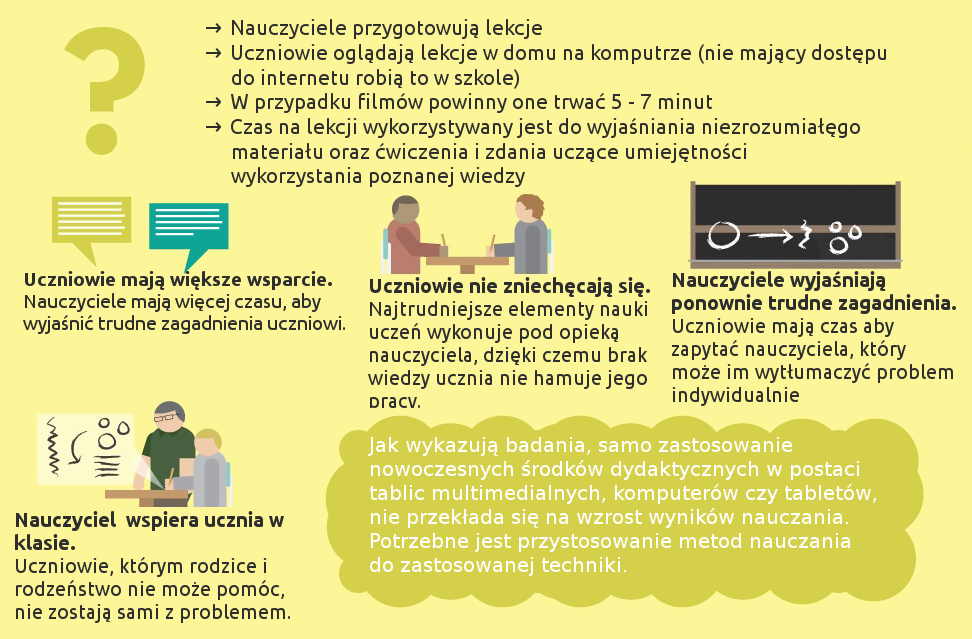 → Nauczyciele przygotowują lekcje
→ Uczniowie oglądają lekcje w domu na komputrze (nie mający dostępu
do internetu robią to w szkole)
→ W przypadku filmów powinny one trwać 5 - 7 minut
→ Czas na lekcji wykorzystywany jest do wyjaśniania niezrozumiałęgo
materiału oraz ćwiczenia i zdania uczące umiejętności
wykorzystania poznanej wiedzy
Uczniowie mają większe wsparcie.
Nauczyciele mają więcej czasu, aby
wyjaśnić trudne zagadnienia uczniowi.
Uczniowie nie zniechęcają się.
Najtrudniejsze elementy nauki
uczeń wykonuje pod opieką
nauczyciela, dzięki czemu brak
wiedzy ucznia nie hamuje jego
pracy.
Nauczyciele wyjaśniają
ponownie trudne zagadnienia.
Uczniowie mają czas aby
zapytać nauczyciela, który
może im wytłumaczyć problem
indywidualnie
Nauczyciel  wspiera ucznia w
klasie.
Uczniowie, którym rodzice i
rodzeństwo nie może pomóc,
nie zostają sami z problemem.
Jak wykazują badania, samo zastosowanie
nowoczesnych środków dydaktycznych w postaci
tablic multimedialnych, komputerów czy tabletów,
nie przekłada się na wzrost wyników nauczania.
Potrzebne jest przystosowanie metod nauczania
do zastosowanej techniki.